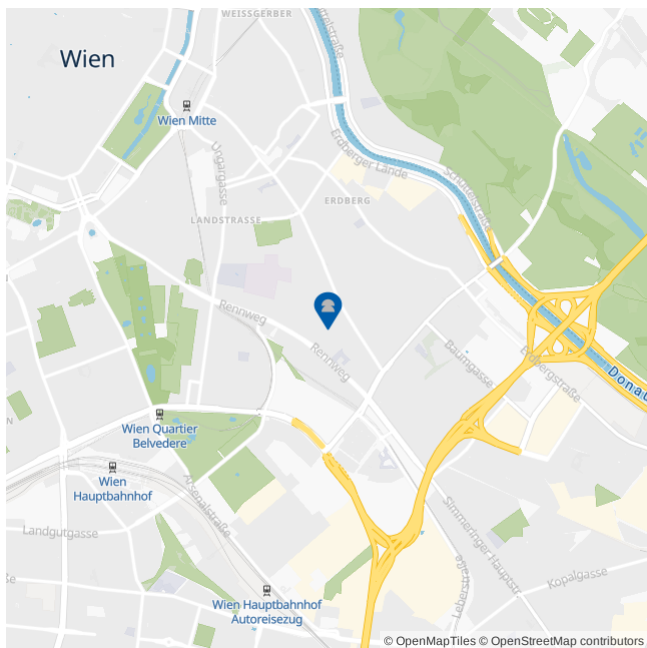 WEISSGERBER
Wien
Wien Mitte
Ungargasse
Erdberger Lände
Schüttelstraße
ERDBERG
LANDSTRASSE
Rennweg
Rennweg
Baumgasse
Erdbergstraße
Donau
Wien Quartier
Belvedere
Wien
Hauptbahnhof
Arsenalstraße
Landgutgasse
Simmeringer Hauptstr
Leberstraße
Kopalgasse
Wien Hauptbahnhof
Autoreisezug
© OpenMapTiles © OpenStreetMap contributors